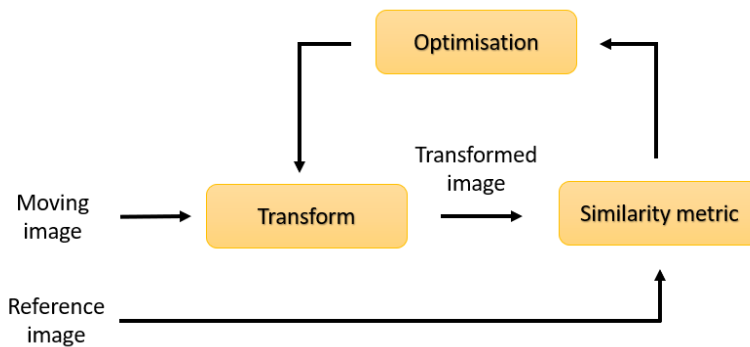 Optimisation
Transformed
image
Moving
image
Transform
Similarity metric
Reference
image